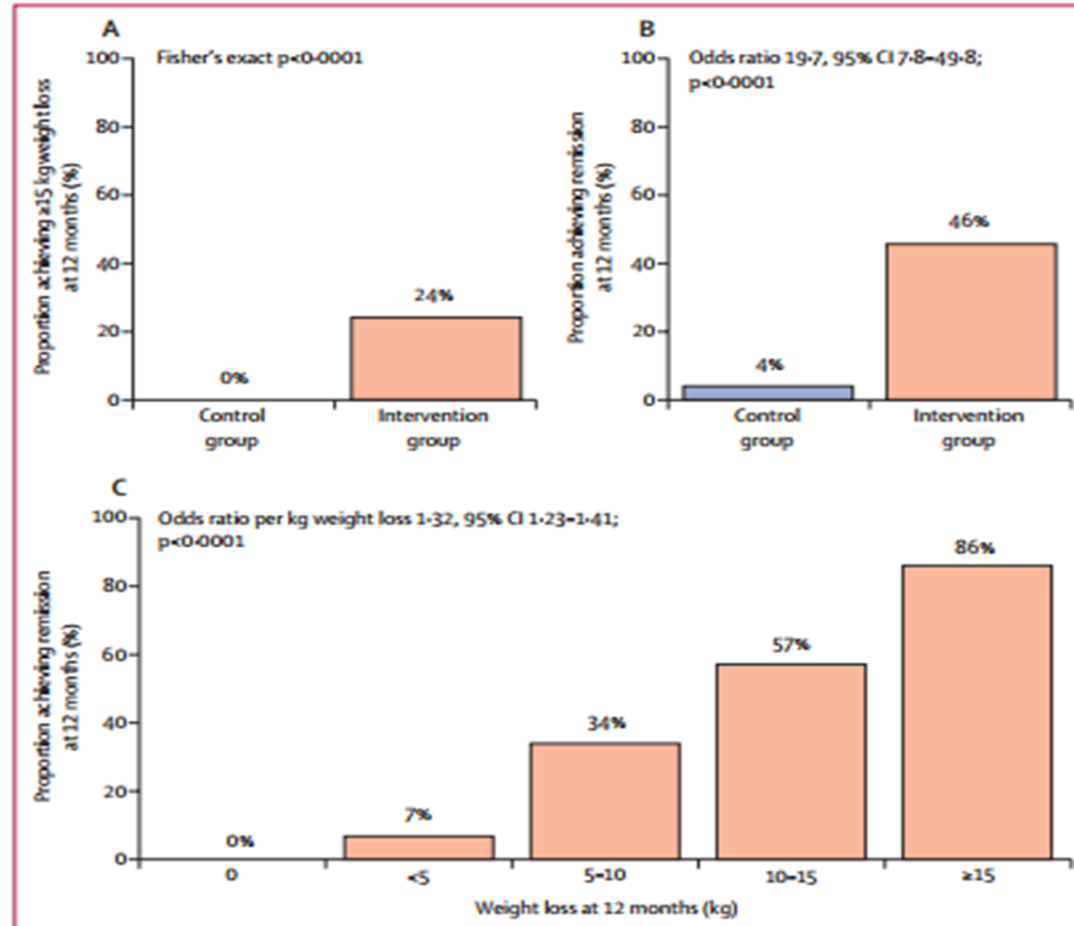 A
Fisher's exact p<0·0001
Proportion achieving ≥15 kg weight loss
at 12 months (%)
100
80
60
40
20
0
0%
24%
Control
group
Intervention
group
B
Odds ratio 19·7, 95% CI 7·8–49·8;
p<0·0001
Proportion achieving remission
at 12 months (%)
100
80
60
40
20
0
4%
46%
Control
group
Intervention
group
C
Odds ratio per kg weight loss 1·32, 95% CI 1·23–1·41;
p<0·0001
Proportion achieving remission
at 12 months (%)
100
80
60
40
20
0
0%
7%
34%
57%
86%
0
<5
5–10
10–15
≥15
Weight loss at 12 months (kg)